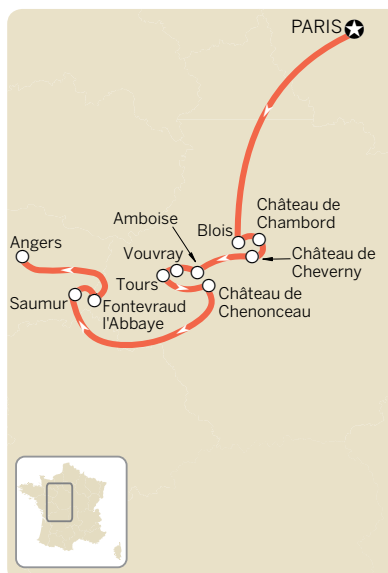 PARIS
Château de
Chambord
Amboise
Blois
Angers
Vouvray
Château de
Cheverny
Tours
Château de
Chenonceau
Saumur
Fontevraud
l'Abbaye